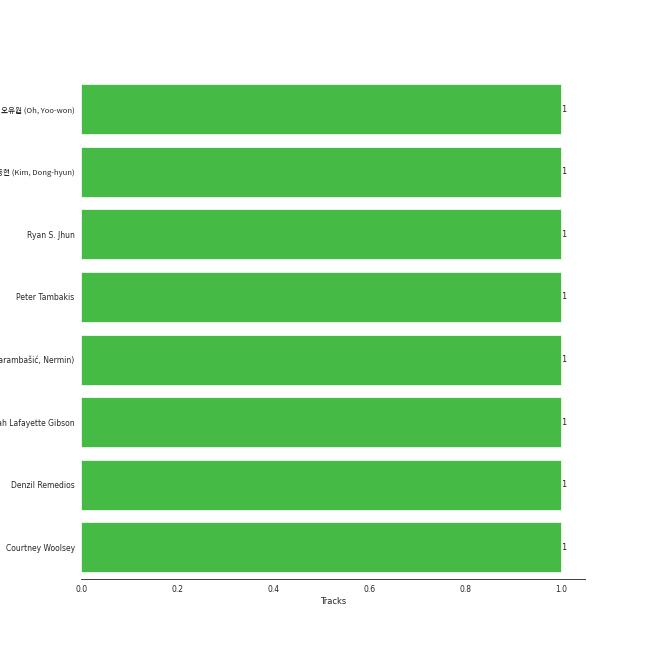 오유원 (Oh, Yoo-won) 1
동현 (Kim, Dong-hyun) 1
Ryan S. Jhun 1
Peter Tambakis 1
arambašić, Nermin) 1
ah Lafayette Gibson 1
Denzil Remedios 1
Courtney Woolsey 1
0.0 0.2 0.4 0.6 0.8 1.0
Tracks